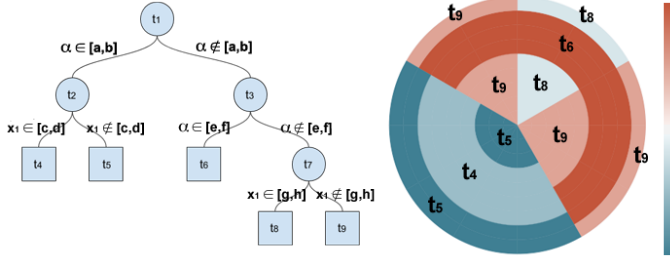 t₁
α ∈ [a,b] α ∉ [a,b]
t₂ t₃
x₁ ∈ [c,d] x₁ ∉ [c,d] α ∈ [e,f] α ∉ [e,f]
t₄ t₅ t₆ t₇
x₁ ∈ [g,h] x₁ ∉ [g,h]
t₈ t₉
t₉ t₈
t₆
t₉ t₈
t₅ t₉ t₉
t₄
t₅